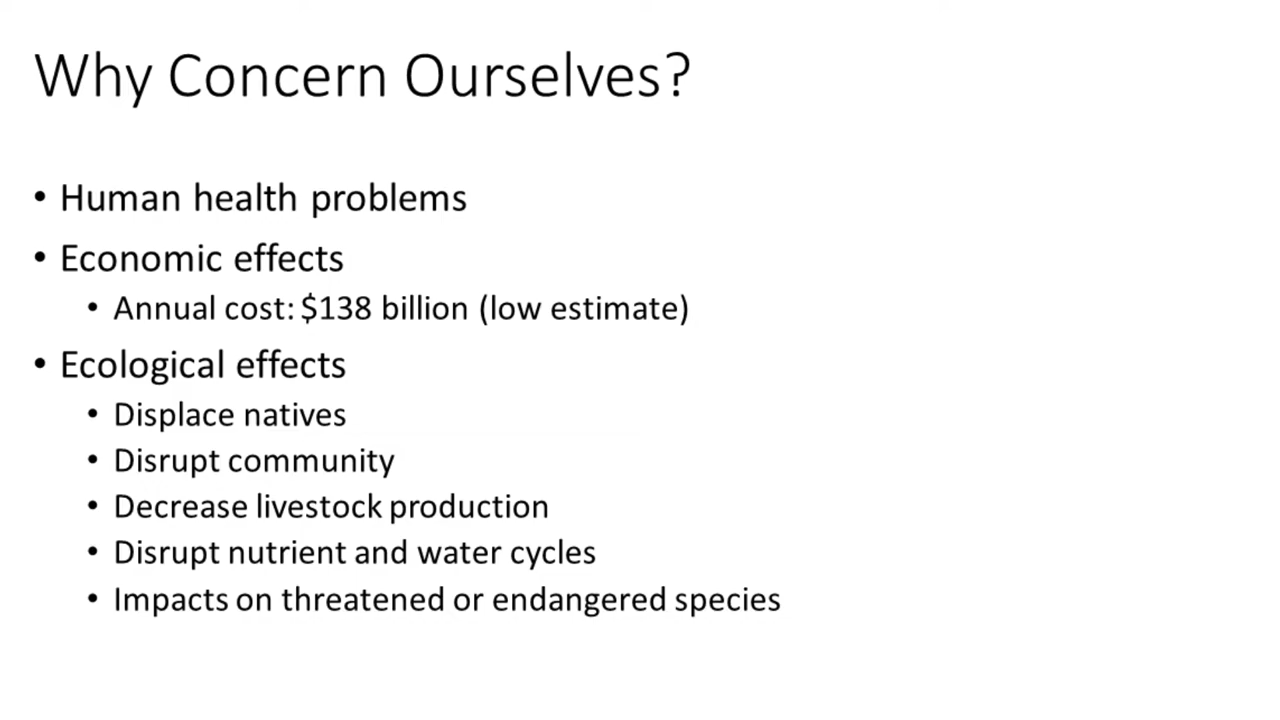 Why Concern Ourselves?
• Human health problems
• Economic effects
• Annual cost: $138 billion (low estimate)
• Ecological effects
• Displace natives
• Disrupt community
• Decrease livestock production
• Disrupt nutrient and water cycles
• Impacts on threatened or endangered species